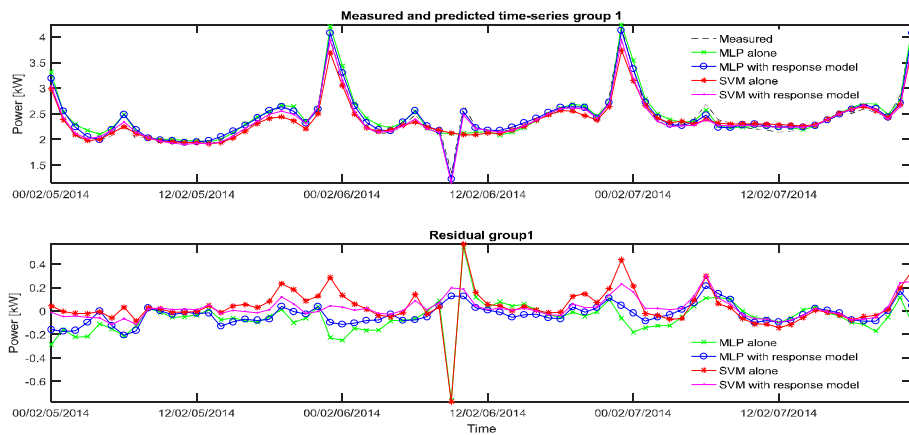 Measured and predicted time-series group 1
Power [kW]
4
3.5
3
2.5
2
1.5
Measured
MLP alone
MLP with response model
SVM alone
SVM with response model
00/02/05/2014 12/02/05/2014 00/02/06/2014 12/02/06/2014 00/02/07/2014 12/02/07/2014
Residual group1
Power [kW]
0.4
0.2
0
-0.2
-0.4
-0.6
MLP alone
MLP with response model
SVM alone
SVM with response model
00/02/05/2014 12/02/05/2014 00/02/06/2014 12/02/06/2014 00/02/07/2014 12/02/07/2014
Time